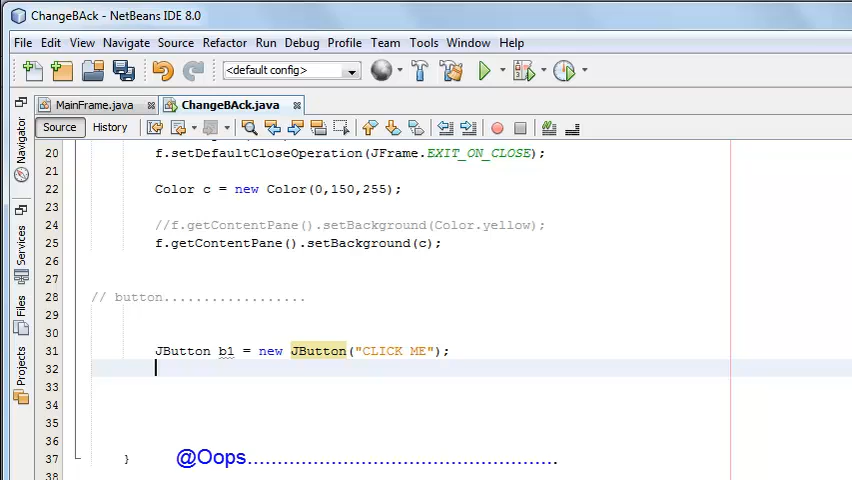 ChangeBAck - NetBeans IDE 8.0
File Edit View Navigate Source Refactor Run Debug Profile Team Tools Window Help
<default config>
MainFrame.java ChangeBAck.java
Source History
Navigator
Services
Files
Projects
20 f.setDefaultCloseOperation(JFrame.EXIT_ON_CLOSE);
21
22 Color c = new Color(0,150,255);
23
24 //f.getContentPane().setBackground(Color.yellow);
25 f.getContentPane().setBackground(c);
26
27
28 // button..................
29
30
31 JButton b1 = new JButton("CLICK ME");
32
33
34
35
36
37 }
38
@Oops....................................................